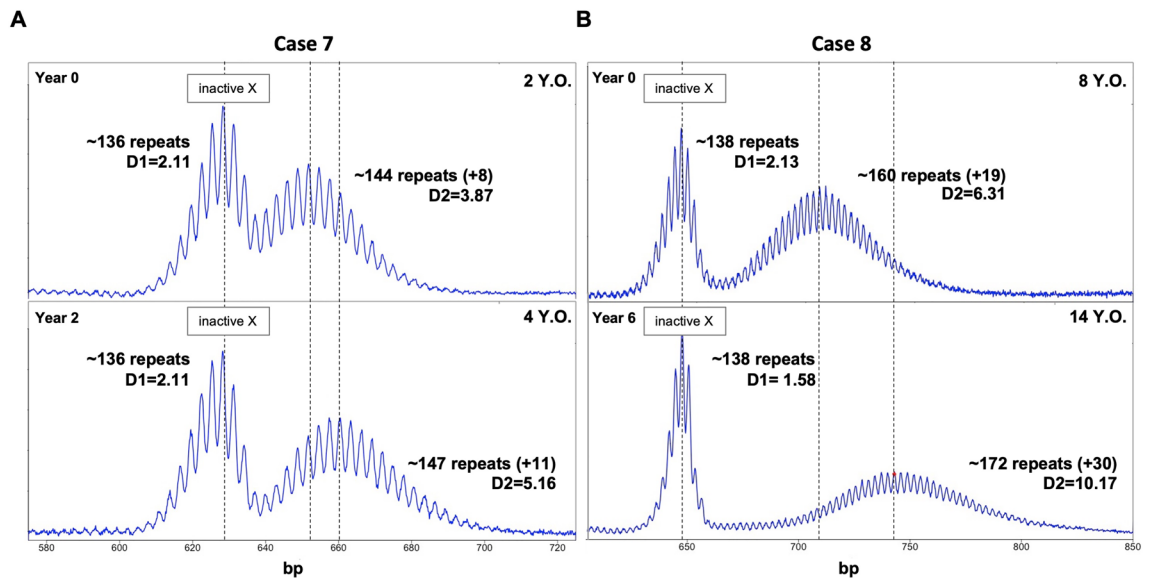 A
B
Case 7
Case 8
Year 0
inactive X
2 Y.O.
~136 repeats
D1=2.11
~144 repeats (+8)
D2=3.87
Year 2
inactive X
4 Y.O.
~136 repeats
D1=2.11
~147 repeats (+11)
D2=5.16
580 600 620 640 660 680 700 720
bp
Year 0
inactive X
8 Y.O.
~138 repeats
D1=2.13
~160 repeats (+19)
D2=6.31
Year 6
inactive X
14 Y.O.
~138 repeats
D1= 1.58
~172 repeats (+30)
D2=10.17
650 700 750 800 850
bp